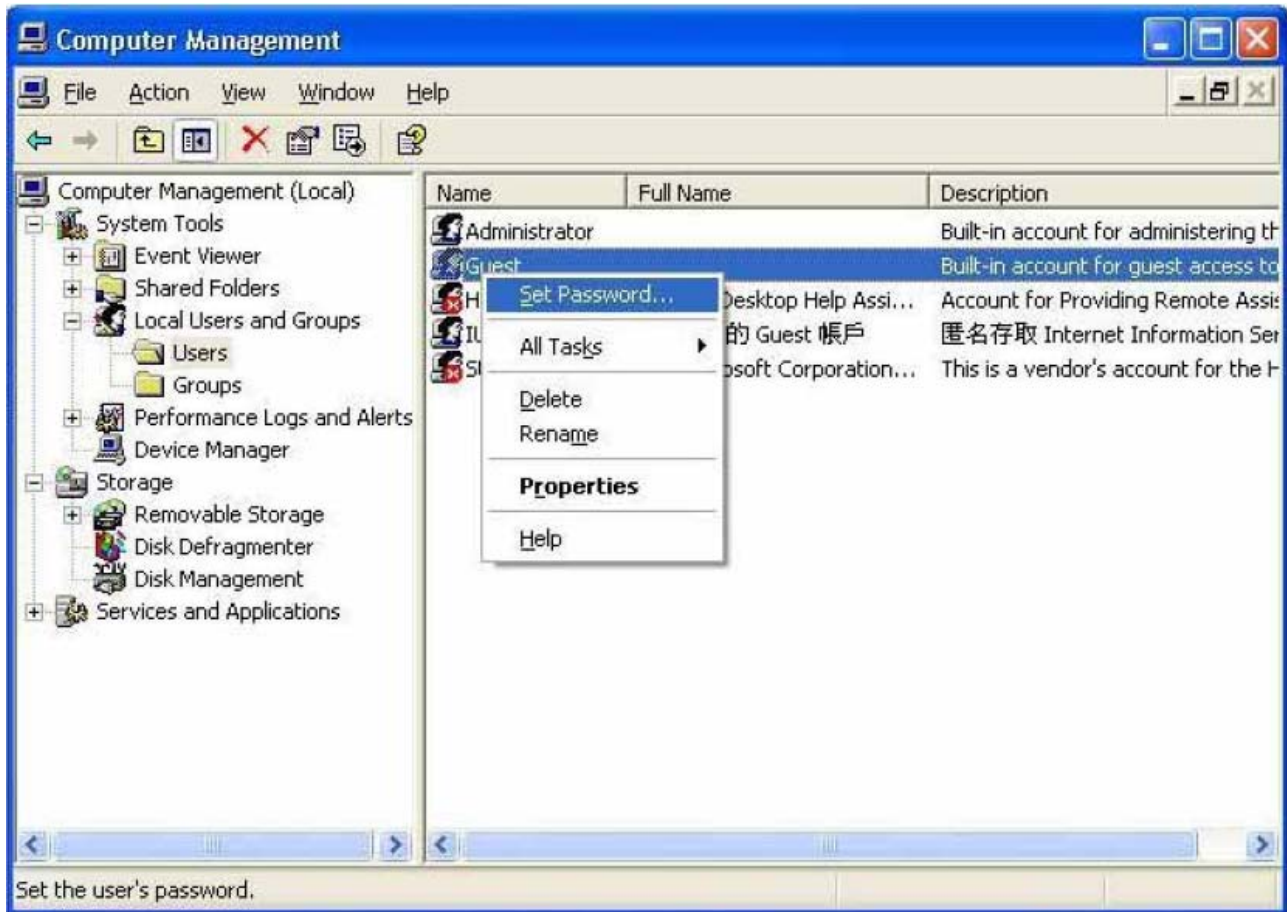 Computer Management
File Action View Window Help
Computer Management (Local)
System Tools
Event Viewer
Shared Folders
Local Users and Groups
Users
Groups
Performance Logs and Alerts
Device Manager
Storage
Removable Storage
Disk Defragmenter
Disk Management
Services and Applications
Name Full Name Description
Administrator Built-in account for administering th
Guest Built-in account for guest access to
H Desktop Help Assi... Account for Providing Remote Assis
IU 的 Guest 帳戶 匿名存取 Internet Information Ser
SU osoft Corporation... This is a vendor's account for the H
Set Password...
All Tasks
Delete
Rename
Properties
Help
Set the user's password.